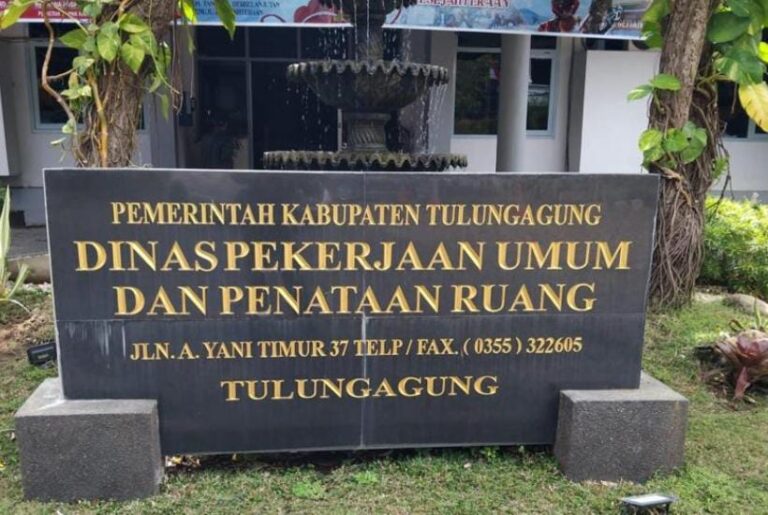 PEMERINTAH KABUPATEN TULUNGAGUNG
DINAS PEKERJAAN UMUM
DAN PENATAAN RUANG
JLN. A. YANI TIMUR 37 TELP / FAX. ( 0355 ) 322605
TULUNGAGUNG